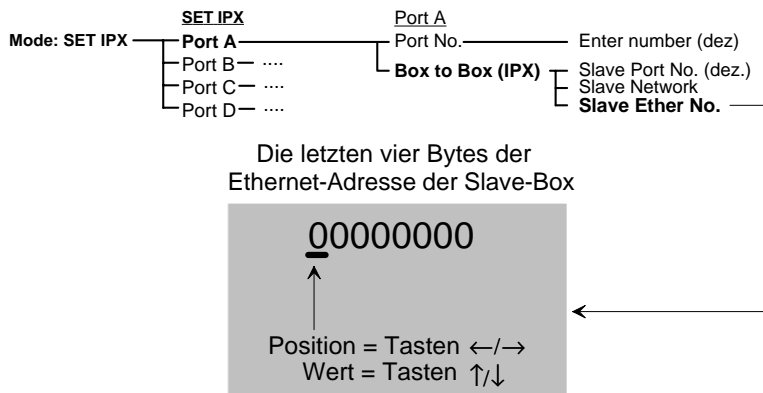 SET IPX Port A
Mode: SET IPX Port A Port No. Enter number (dez)
Port B .... Box to Box (IPX) Slave Port No. (dez.)
Port C .... Slave Network
Port D .... Slave Ether No.
Die letzten vier Bytes der
Ethernet-Adresse der Slave-Box
00000000
Position = Tasten ←/→
Wert = Tasten ↑/↓